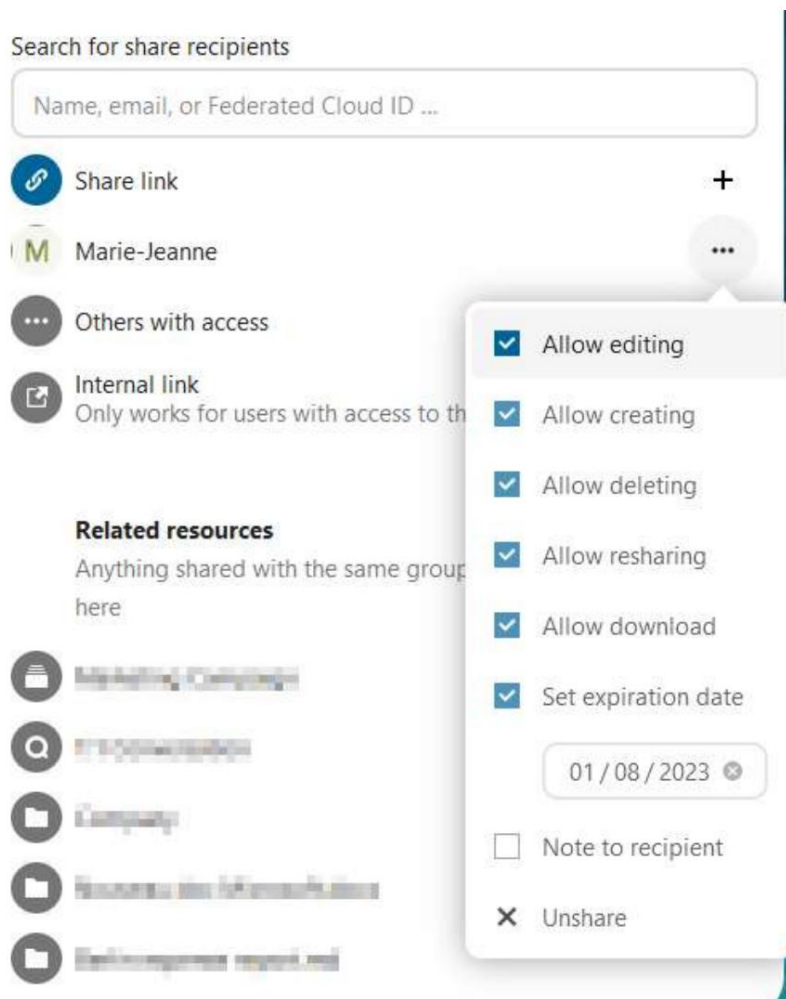 Search for share recipients
Name, email, or Federated Cloud ID ...
Share link
M Marie-Jeanne
Others with access
Internal link
Only works for users with access to th
Allow editing
Allow creating
Allow deleting
Allow resharing
Allow download
Set expiration date
01 / 08 / 2023
Note to recipient
Unshare
Related resources
Anything shared with the same group
here